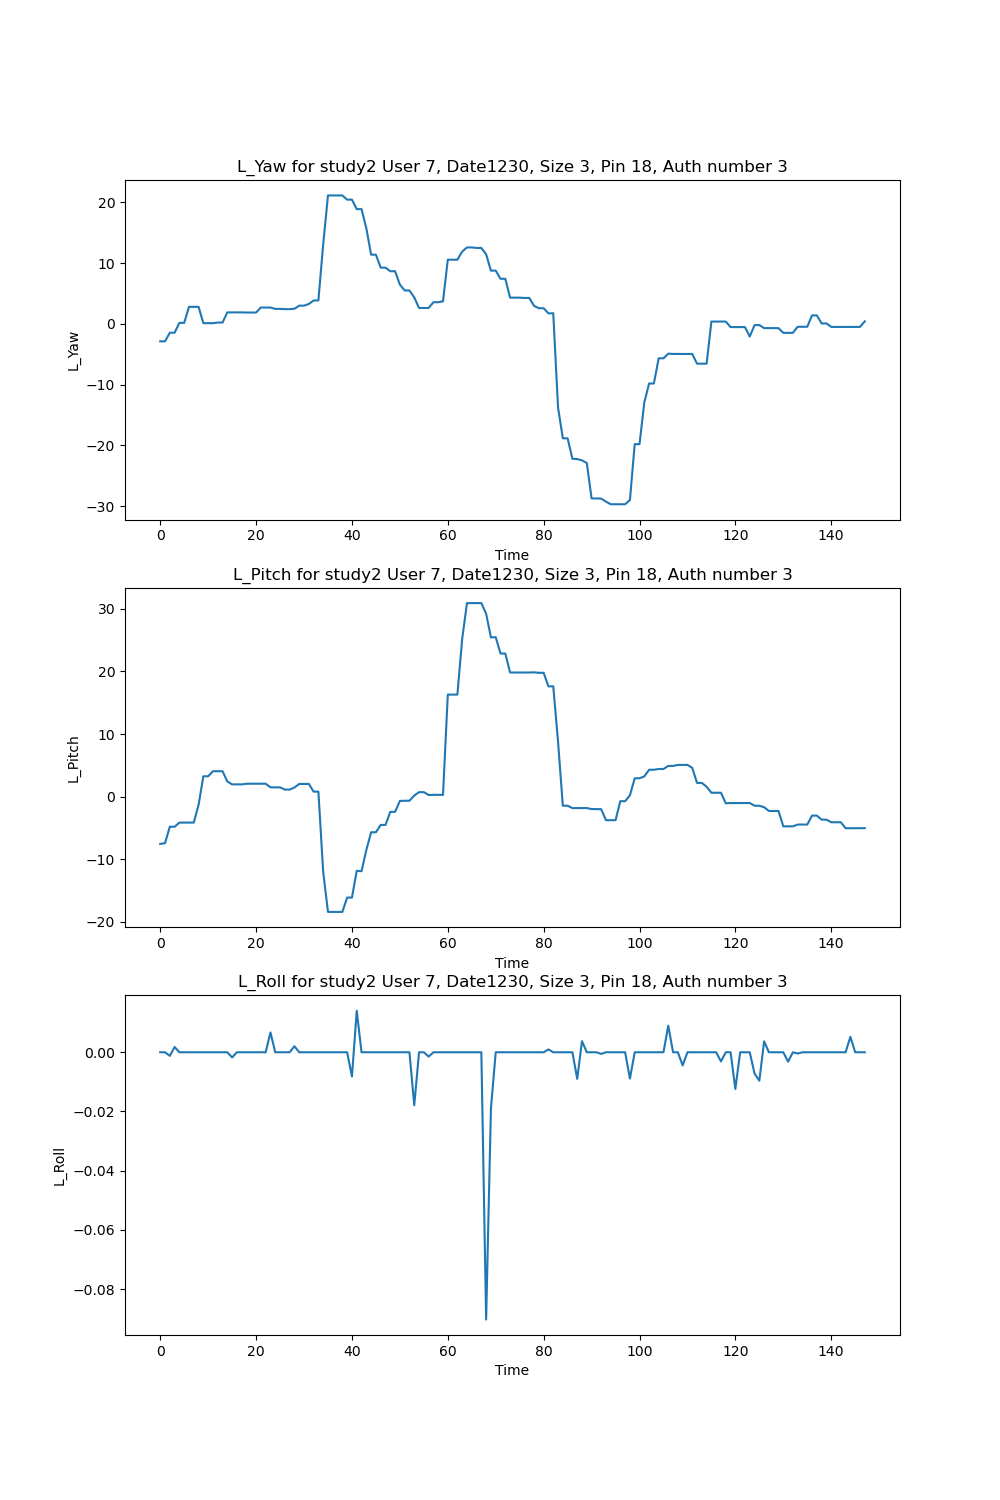 L_Yaw for study2 User 7, Date1230, Size 3, Pin 18, Auth number 3
20
10
0
−10
−20
−30
L_Yaw
0 20 40 60 80 100 120 140
Time
L_Pitch for study2 User 7, Date1230, Size 3, Pin 18, Auth number 3
30
20
10
0
−10
−20
L_Pitch
0 20 40 60 80 100 120 140
Time
L_Roll for study2 User 7, Date1230, Size 3, Pin 18, Auth number 3
0.00
−0.02
−0.04
−0.06
−0.08
L_Roll
0 20 40 60 80 100 120 140
Time